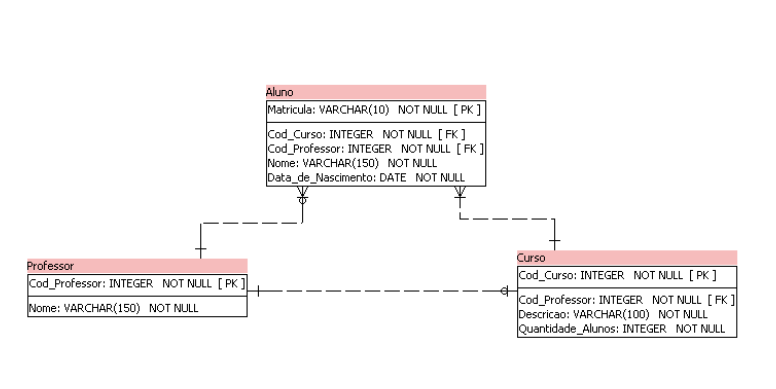 Aluno
Matricula: VARCHAR(10) NOT NULL [ PK ]
Cod_Curso: INTEGER NOT NULL [ FK ]
Cod_Professor: INTEGER NOT NULL [ FK ]
Nome: VARCHAR(150) NOT NULL
Data_de_Nascimento: DATE NOT NULL
Professor
Cod_Professor: INTEGER NOT NULL [ PK ]
Nome: VARCHAR(150) NOT NULL
Curso
Cod_Curso: INTEGER NOT NULL [ PK ]
Cod_Professor: INTEGER NOT NULL [ FK ]
Descricao: VARCHAR(100) NOT NULL
Quantidade_Alunos: INTEGER NOT NULL